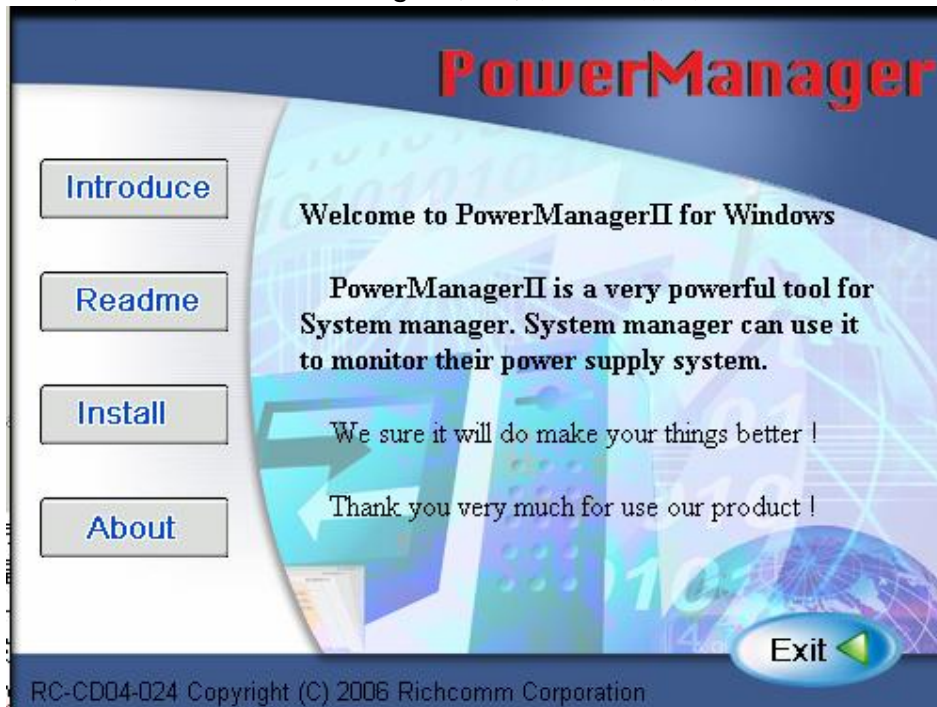 PowerManager
Introduce
Readme
Install
About
Welcome to PowerManagerII for Windows
PowerManagerII is a very powerful tool for
System manager. System manager can use it
to monitor their power supply system.
We sure it will do make your things better !
Thank you very much for use our product !
Exit
RC-CD04-024 Copyright (C) 2006 Richcomm Corporation